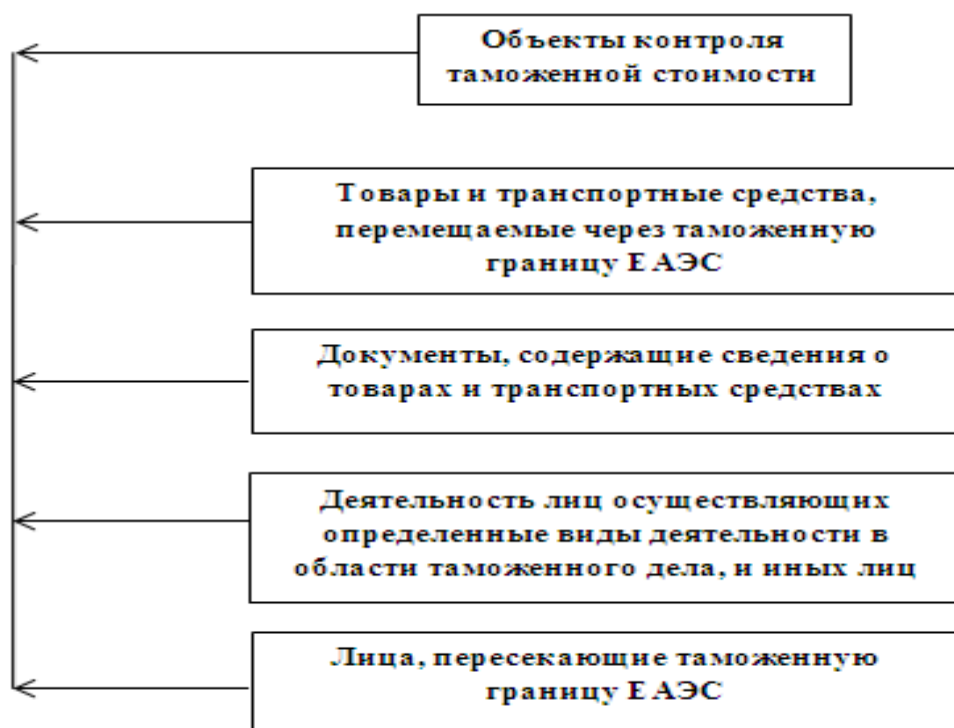 Объекты контроля
таможенной стоимости
Товары и транспортные средства,
перемещаемые через таможенную
границу ЕАЭС
Документы, содержащие сведения о
товарах и транспортных средствах
Деятельность лиц осуществляющих
определенные виды деятельности в
области таможенного дела, и иных лиц
Лица, пересекающие таможенную
границу ЕАЭС